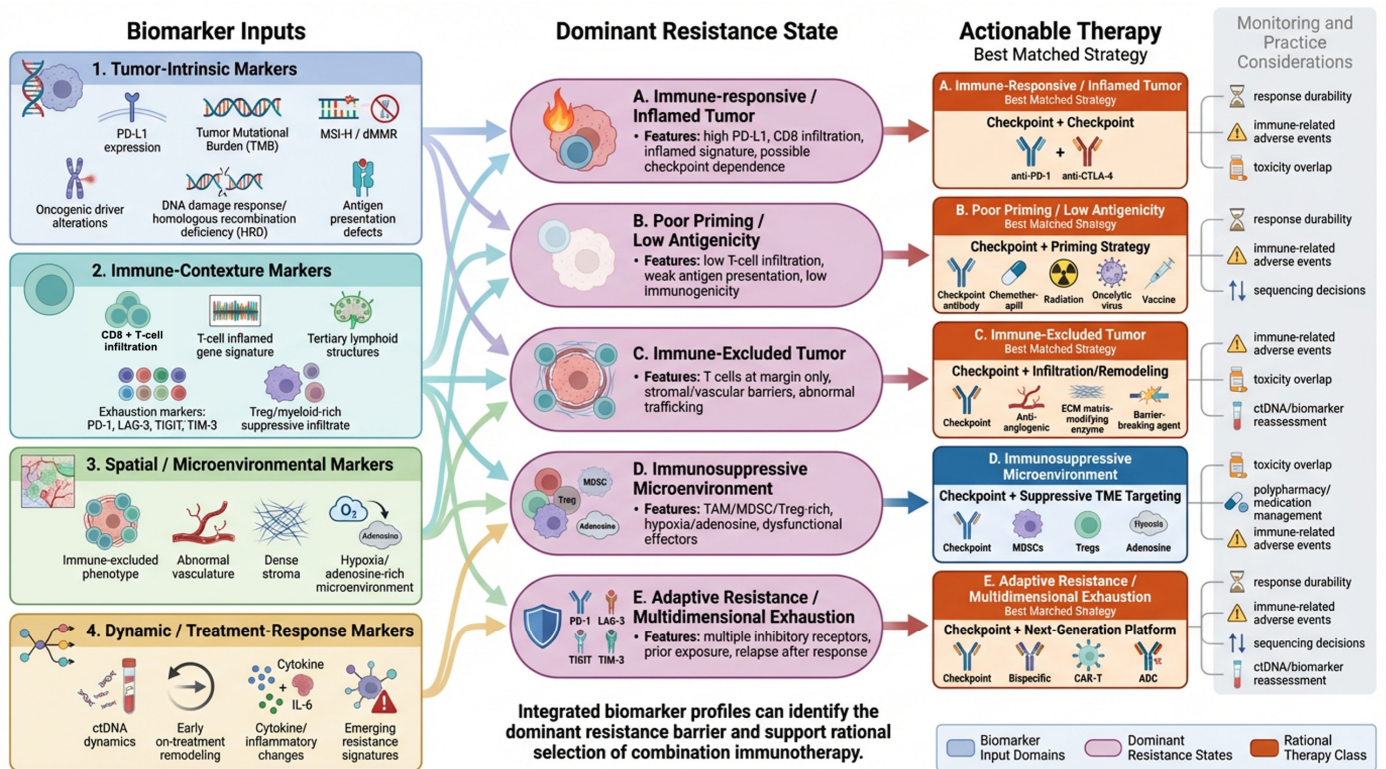 Biomarker Inputs
1. Tumor-Intrinsic Markers
PD-L1
expression
Tumor Mutational
Burden (TMB)
MSI-H / dMMR
Oncogenic driver
alterations
DNA damage response/
homologous recombination
deficiency (HRD)
Antigen
presentation
defects
2. Immune-Contexture Markers
CD8 + T-cell
infiltration
T-cell inflamed
gene signature
Tertiary lymphoid
structures
Exhaustion markers:
PD-1, LAG-3, TIGIT, TIM-3
Treg/myeloid-rich
suppressive infiltrate
3. Spatial / Microenvironmental Markers
O₂
Adenosino
Immune-excluded
phenotype
Abnormal
vasculature
Dense
stroma
Hypoxia/
adenosine-rich
microenvironment
4. Dynamic / Treatment-Response Markers
Cytokine
+
IL-6
ctDNA
dynamics
Early
on-treatment
remodeling
Cytokine/
inflammatory
changes
Emerging
resistance
signatures
Dominant Resistance State
A. Immune-responsive /
Inflamed Tumor
• Features: high PD-L1, CD8 infiltration,
inflamed signature, possible
checkpoint dependence
B. Poor Priming /
Low Antigenicity
• Features: low T-cell infiltration,
weak antigen presentation, low
immunogenicity
C. Immune-Excluded Tumor
• Features: T cells at margin only,
stromal/vascular barriers, abnormal
trafficking
MDSC
Treg
Adenosine
D. Immunosuppressive
Microenvironment
• Features: TAM/MDSC/Treg-rich,
hypoxia/adenosine, dysfunctional
effectors
PD-1
LAG-3
TIGIT
TIM-3
E. Adaptive Resistance /
Multidimensional Exhaustion
• Features: multiple inhibitory receptors,
prior exposure, relapse after response
Integrated biomarker profiles can identify the
dominant resistance barrier and support rational
selection of combination immunotherapy.
Actionable Therapy
Best Matched Strategy
A. Immune-Responsive / Inflamed Tumor
Best Matched Strategy
Checkpoint + Checkpoint
+
anti-PD-1
anti-CTLA-4
B. Poor Priming / Low Antigenicity
Best Matched Strategy
Checkpoint + Priming Strategy
Checkpoint
antibody
Chemether-
apill
Radiation
Oncelytic
virus
Vaccine
C. Immune-Excluded Tumor
Best Matched Strategy
Checkpoint + Infiltration/Remodeling
Checkpoint
Anti-
angiogenic
ECM matris-
modifying
enzyme
Barrier-
breaking agent
D. Immunosuppressive
Microenvironment
Checkpoint + Suppressive TME Targeting
Hyeosia
Checkpoint
MDSCs
Tregs
Adenosine
E. Adaptive Resistance /
Multidimensional Exhaustion
Best Matched Strategy
Checkpoint + Next-Generation Platform
Checkpoint
Bispecific
CAR-T
ADC
Monitoring and
Practice
Considerations
response durability
immune-related
adverse events
toxicity overlap
response durability
immune-related
adverse events
sequencing decisions
immune-related
adverse events
toxicity overlap
ctDNA/biomarker
reassessment
toxicity overlap
polypharmacy/
medication
management
immune-related
adverse events
response durability
immune-related
adverse events
sequencing decisions
ctDNA/biomarker
reassessment
Biomarker
Input Domains
Dominant
Resistance States
Rational
Therapy Class